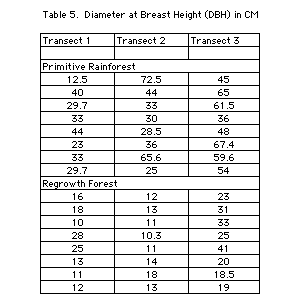 Table 5. Diameter at Breast Height (DBH) in CM
Transect 1 Transect 2 Transect 3
Primitive Rainforest
12.5 72.5 45
40 44 65
29.7 33 61.5
33 30 36
44 28.5 48
23 36 67.4
33 65.6 59.6
29.7 25 54
Regrowth Forest
16 12 23
18 13 31
10 11 33
28 10.3 25
25 11 41
13 14 20
11 18 18.5
12 13 19